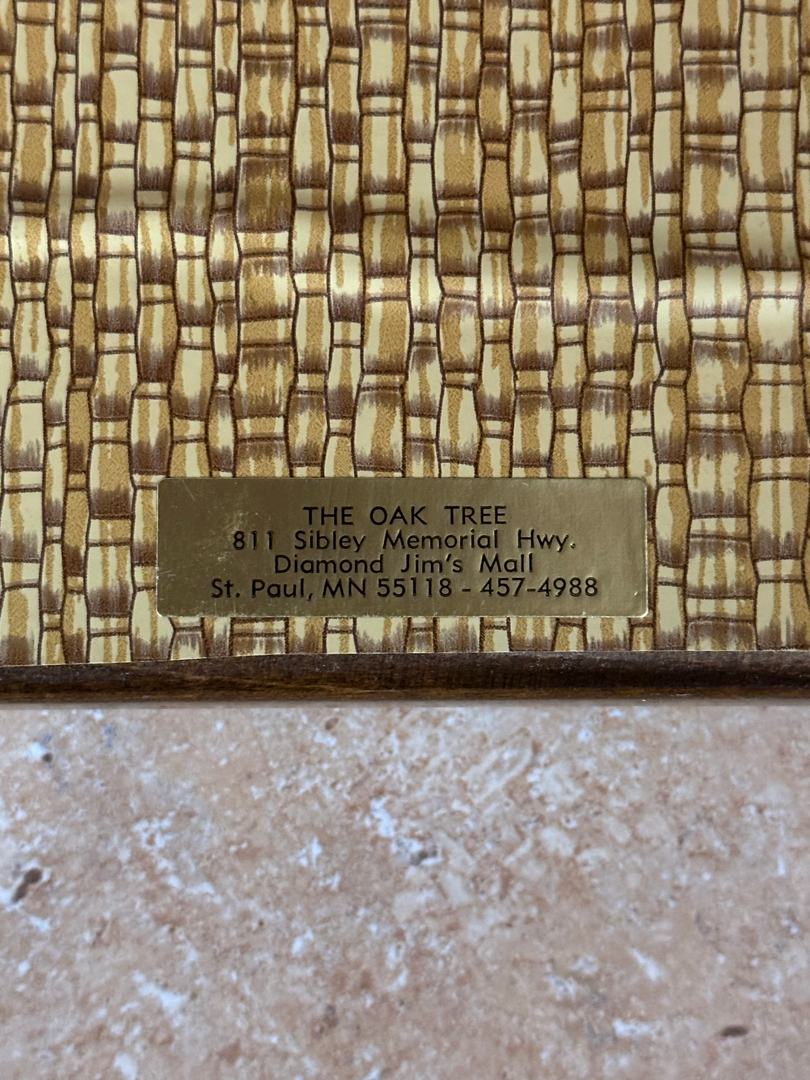 THE OAK TREE
811 Sibley Memorial Hwy.
Diamond Jim's Mall
St. Paul, MN 55118 - 457-4988